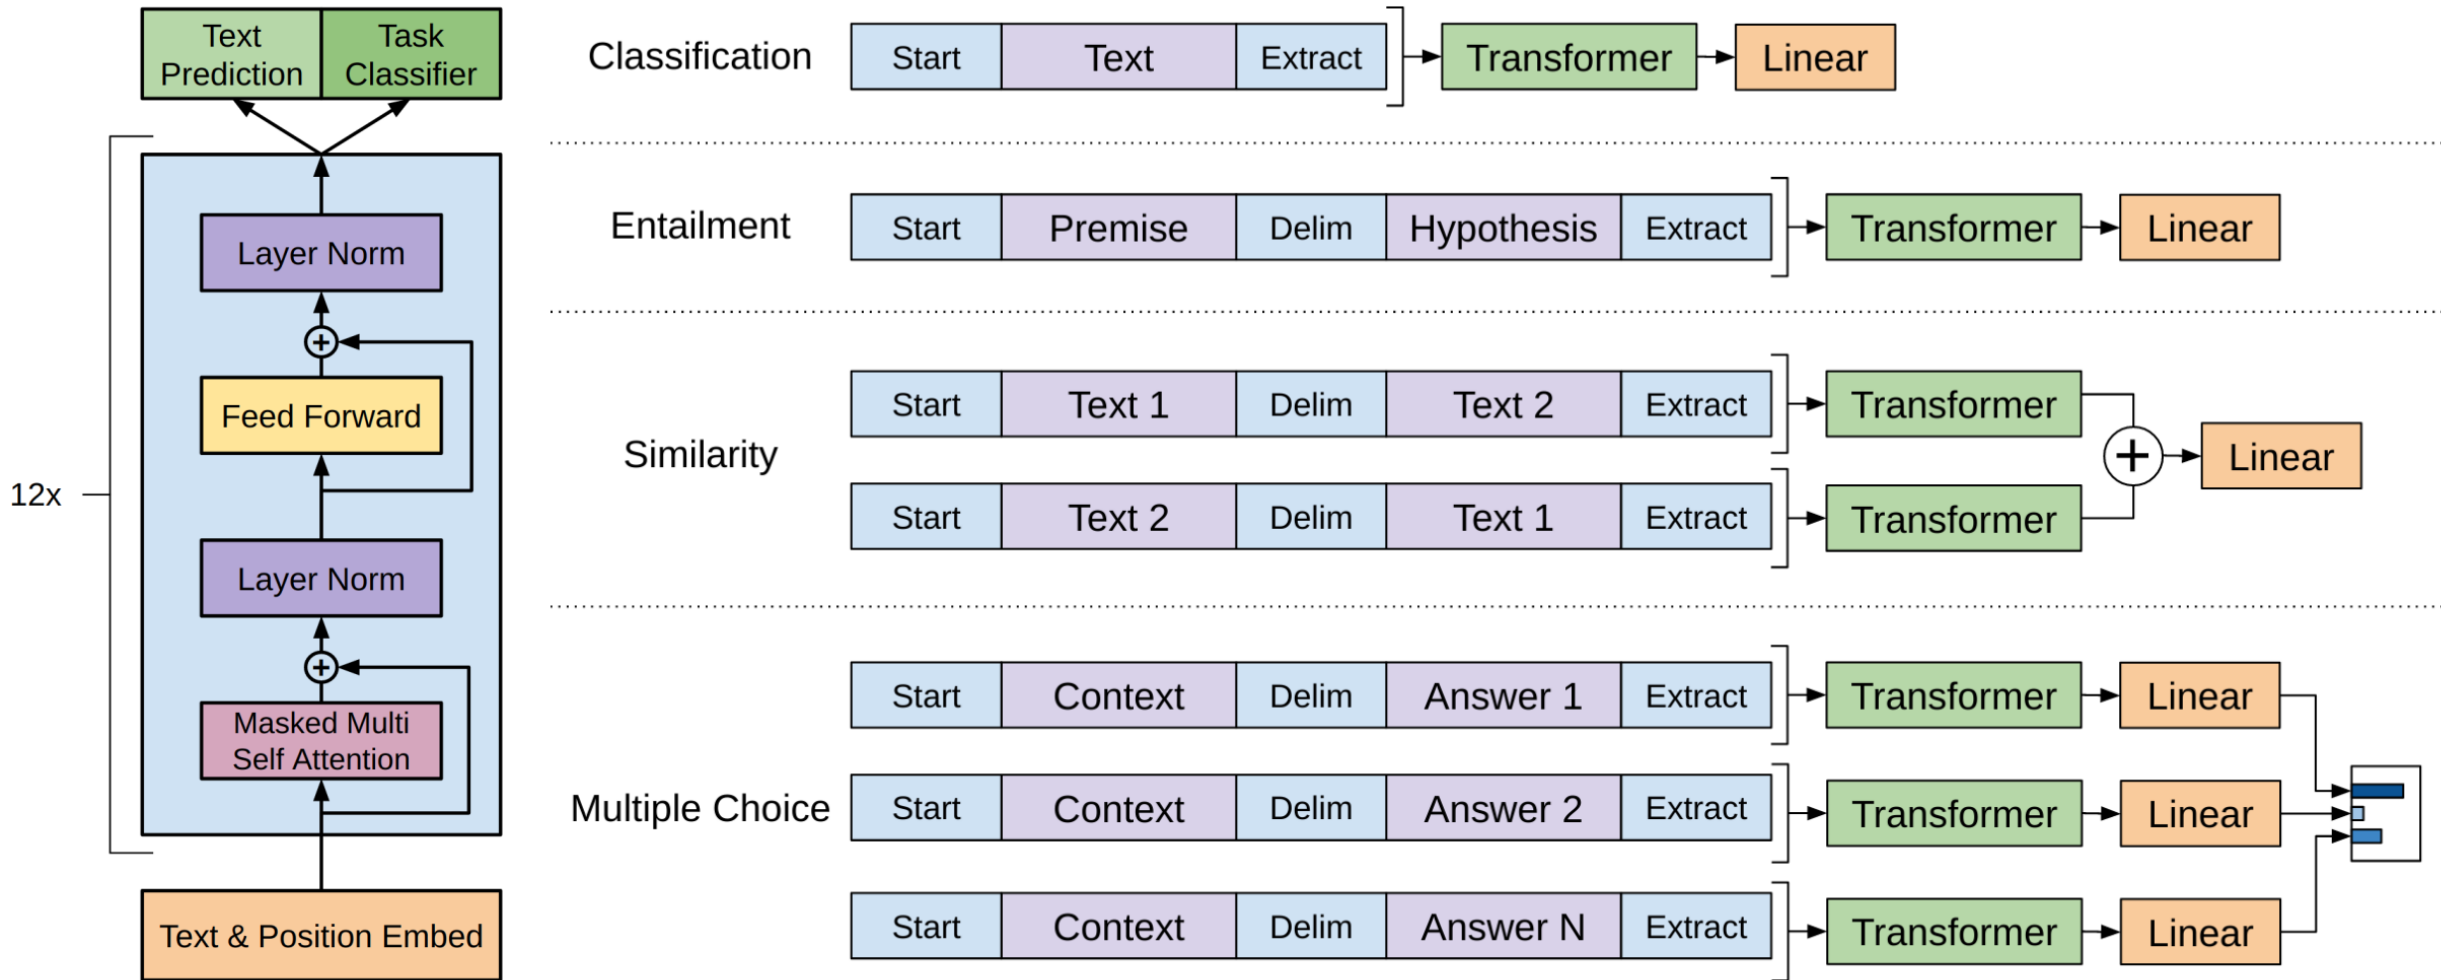 Text
Prediction
Task
Classifier
12x
Layer Norm
Feed Forward
Layer Norm
Masked Multi
Self Attention
Text & Position Embed
Classification
Start Text Extract Transformer Linear
Entailment
Start Premise Delim Hypothesis Extract Transformer Linear
Similarity
Start Text 1 Delim Text 2 Extract Transformer
Start Text 2 Delim Text 1 Extract Transformer
Linear
Multiple Choice
Start Context Delim Answer 1 Extract Transformer Linear
Start Context Delim Answer 2 Extract Transformer Linear
Start Context Delim Answer N Extract Transformer Linear